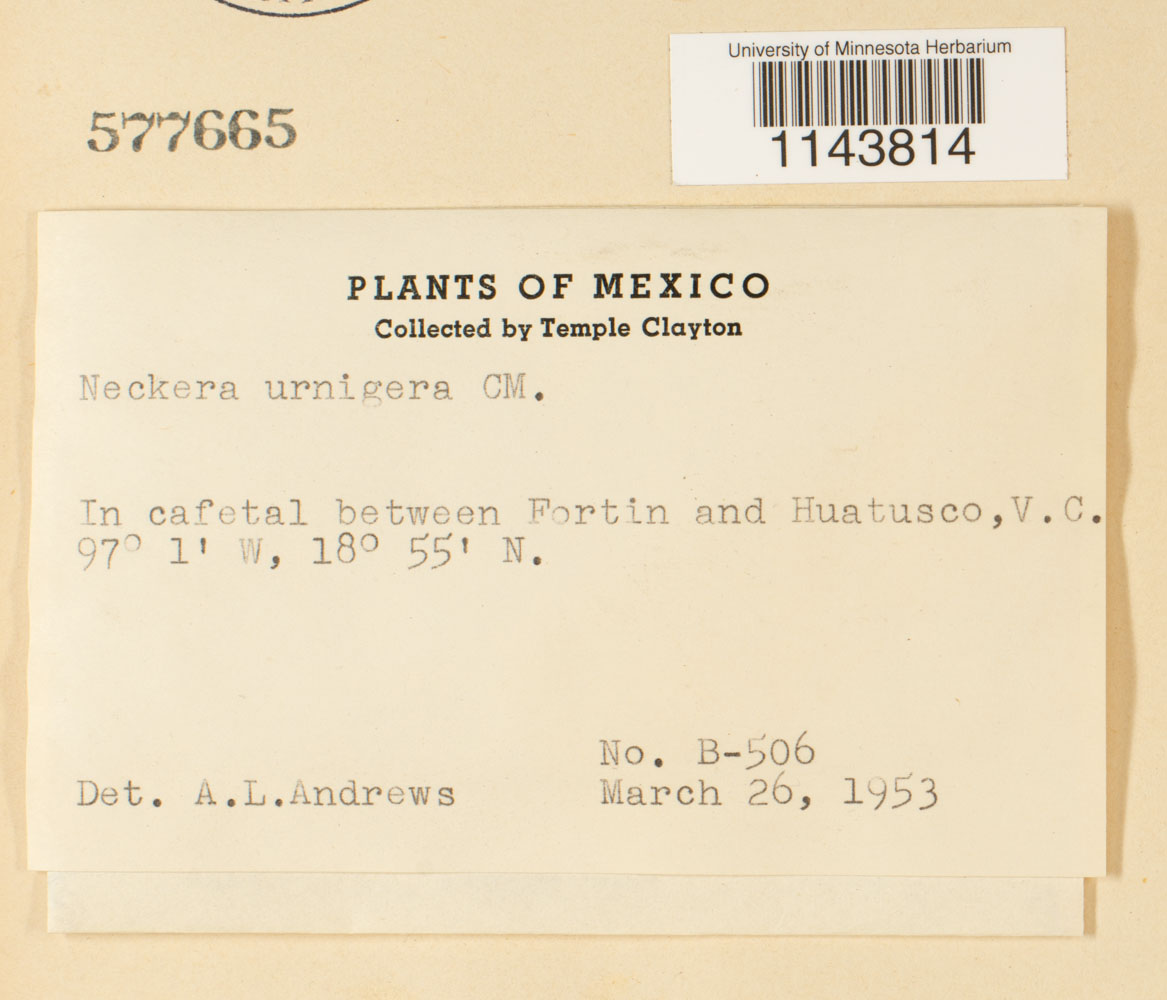 577665
University of Minnesota Herbarium
1143814
PLANTS OF MEXICO
Collected by Temple Clayton
Neckera urnigera CM.
In cafetal between Fortin and Huatusco,V.C.
97° 1' W, 18° 55' N.
No. B-506
Det. A.L.Andrews March 26, 1953